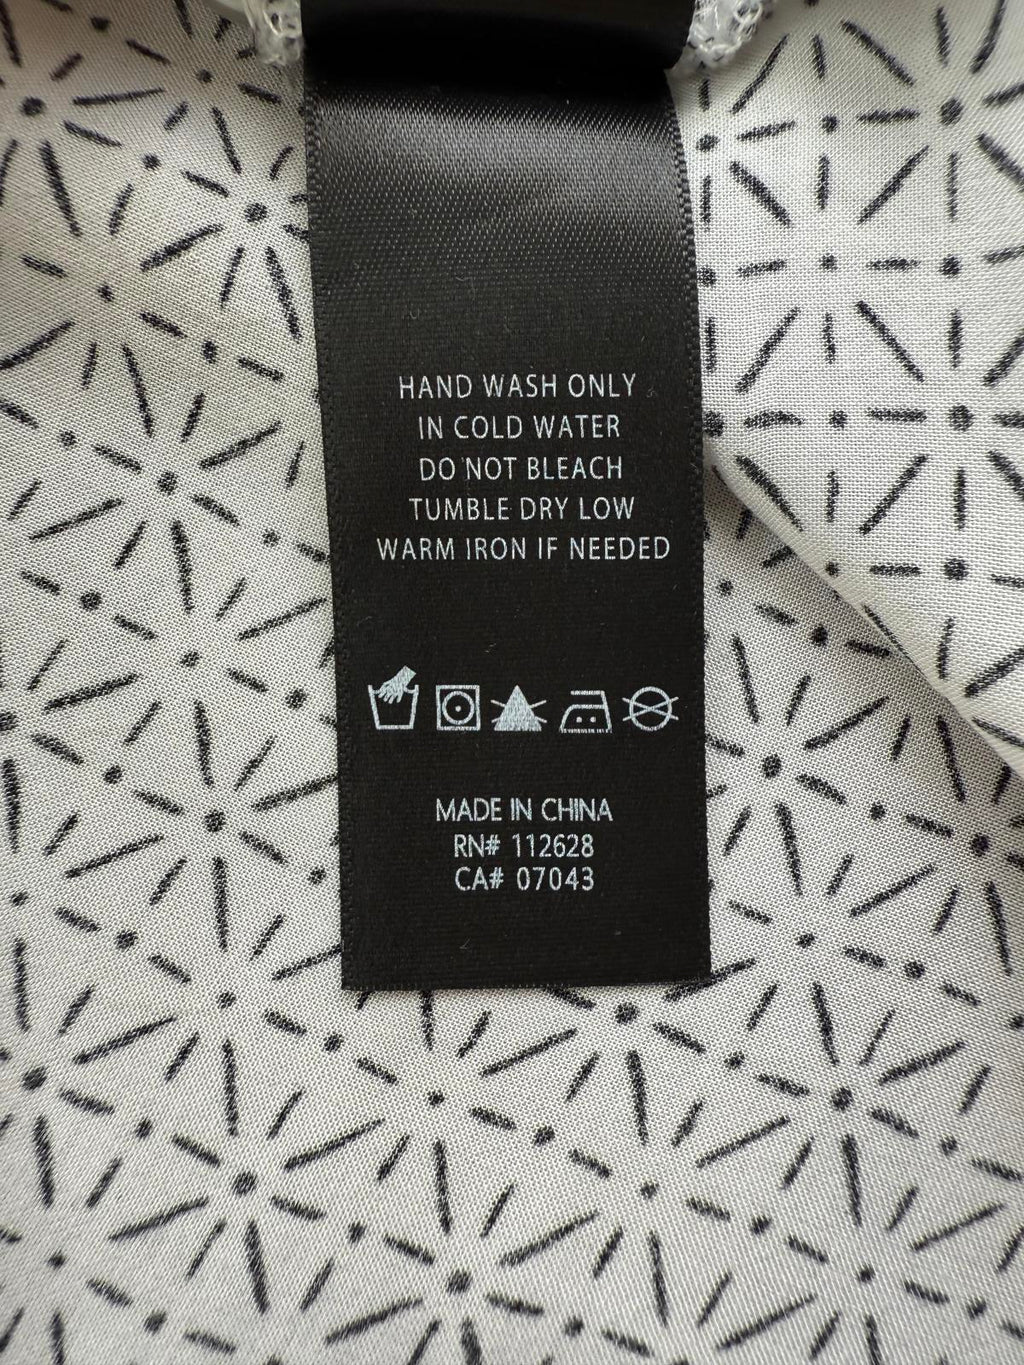 HAND WASH ONLY
IN COLD WATER
DO NOT BLEACH
TUMBLE DRY LOW
WARM IRON IF NEEDED
MADE IN CHINA
RN# 112628
CA# 07043